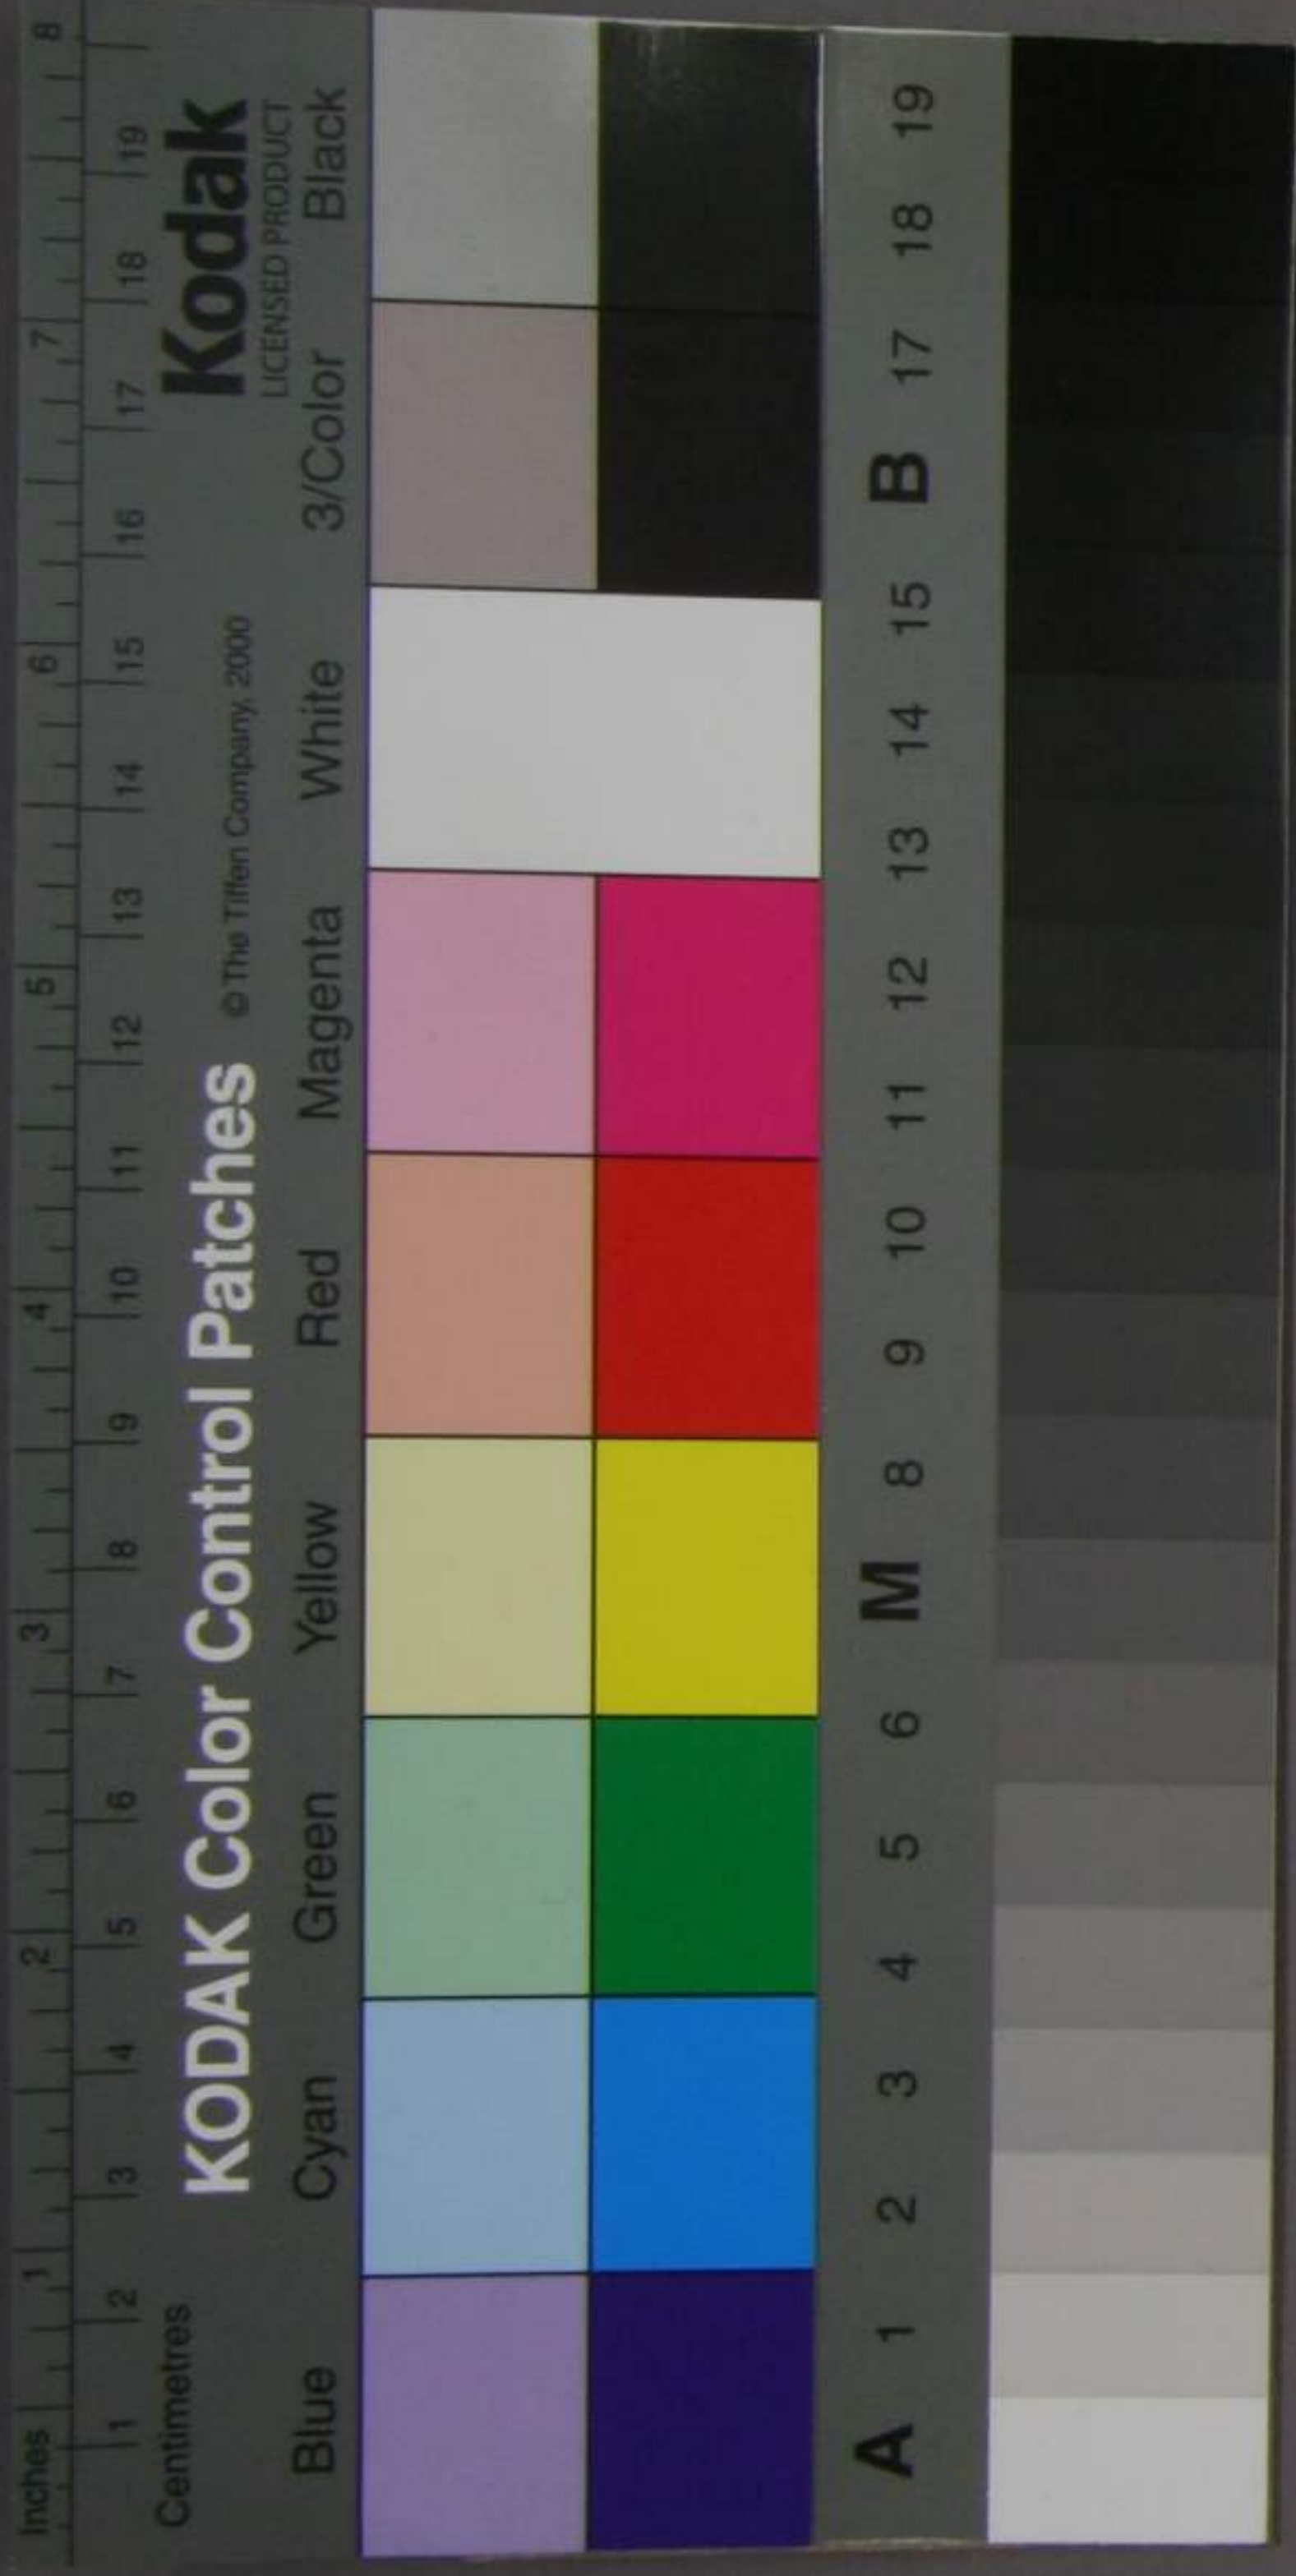 Inches 1 2 3 4 5 6 7 8
1 2 3 4 5 6 7 8 9 10 11 12 13 14 15 16 17 18 19
Centimetres
KODAK Color Control Patches © The Tiffen Company, 2000 Kodak
LICENSED PRODUCT
Blue Cyan Green Yellow Red Magenta White 3/Color Black
A 1 2 3 4 5 6 M 8 9 10 11 12 13 14 15 B 17 18 19